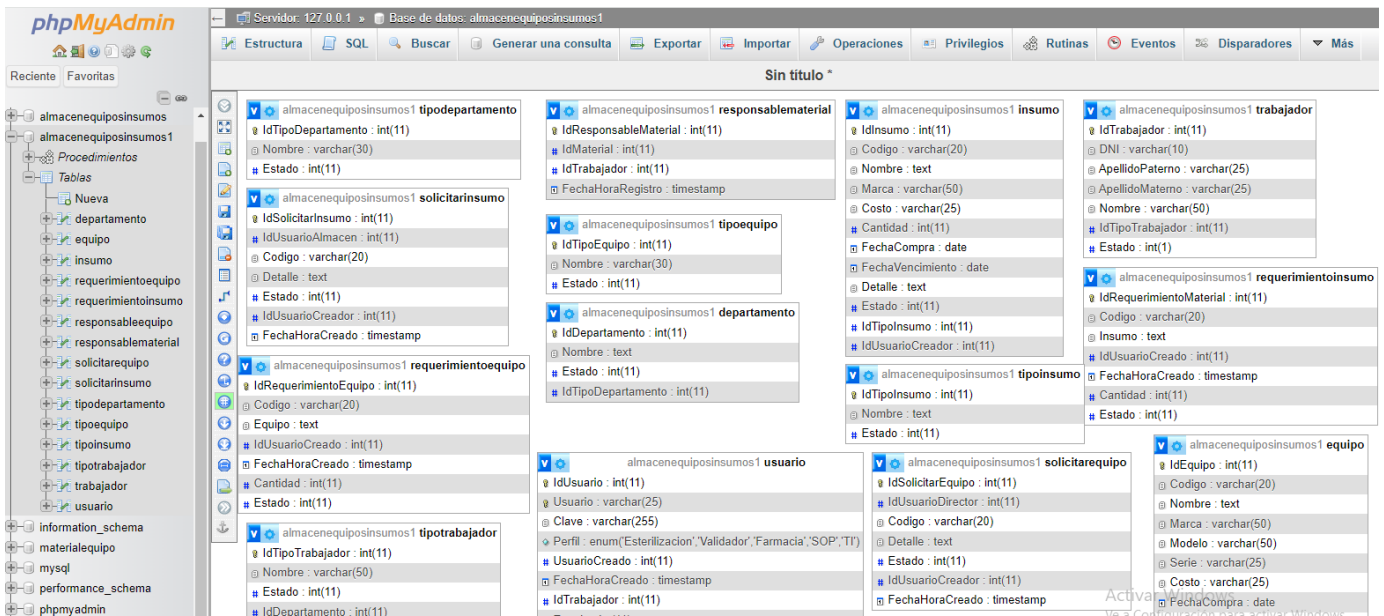 phpMyAdmin
Reciente Favoritas
almacenequiposinsumos
almacenequiposinsumos1
Procedimientos
Tablas
Nueva
departamento
equipo
insumo
requerimientoequipo
requerimientoinsumo
responsableequipo
responsablematerial
solicitarequipo
solicitarinsumo
tipodepartamento
tipoequipo
tipoinsumo
tipotrabajador
trabajador
usuario
information_schema
materialequipo
mysql
performance_schema
phpmyadmin
Servidor: 127.0.0.1 » Base de datos: almacenequiposinsumos1
Estructura SQL Buscar Generar una consulta Exportar Importar Operaciones Privilegios Rutinas Eventos Disparadores Más
Sin título *
almacenequiposinsumos1 tipodepartamento
IdTipoDepartamento : int(11)
Nombre : varchar(30)
Estado : int(11)
almacenequiposinsumos1 solicitarinsumo
IdSolicitarInsumo : int(11)
IdUsuarioAlmacen : int(11)
Codigo : varchar(20)
Detalle : text
Estado : int(11)
IdUsuarioCreador : int(11)
FechaHoraCreado : timestamp
almacenequiposinsumos1 requerimientoequipo
IdRequerimientoEquipo : int(11)
Codigo : varchar(20)
Equipo : text
IdUsuarioCreado : int(11)
FechaHoraCreado : timestamp
Cantidad : int(11)
Estado : int(11)
almacenequiposinsumos1 tipotrabajador
IdTipoTrabajador : int(11)
Nombre : varchar(50)
Estado : int(11)
IdDepartamento : int(11)
almacenequiposinsumos1 responsablematerial
IdResponsableMaterial : int(11)
IdMaterial : int(11)
IdTrabajador : int(11)
FechaHoraRegistro : timestamp
almacenequiposinsumos1 tipoequipo
IdTipoEquipo : int(11)
Nombre : varchar(30)
Estado : int(11)
almacenequiposinsumos1 departamento
IdDepartamento : int(11)
Nombre : text
Estado : int(11)
IdTipoDepartamento : int(11)
almacenequiposinsumos1 usuario
IdUsuario : int(11)
Usuario : varchar(25)
Clave : varchar(255)
Perfil : enum('Esterilizacion','Validador','Farmacia','SOP','TI')
UsuarioCreado : int(11)
FechaHoraCreado : timestamp
IdTrabajador : int(11)
almacenequiposinsumos1 insumo
IdInsumo : int(11)
Codigo : varchar(20)
Nombre : text
Marca : varchar(50)
Costo : varchar(25)
Cantidad : int(11)
FechaCompra : date
FechaVencimiento : date
Detalle : text
Estado : int(11)
IdTipoInsumo : int(11)
IdUsuarioCreador : int(11)
almacenequiposinsumos1 tipoinsumo
IdTipoInsumo : int(11)
Nombre : text
Estado : int(11)
almacenequiposinsumos1 solicitarequipo
IdSolicitarEquipo : int(11)
IdUsuarioDirector : int(11)
Codigo : varchar(20)
Detalle : text
Estado : int(11)
IdUsuarioCreador : int(11)
FechaHoraCreado : timestamp
almacenequiposinsumos1 trabajador
IdTrabajador : int(11)
DNI : varchar(10)
ApellidoPaterno : varchar(25)
ApellidoMaterno : varchar(25)
Nombre : varchar(50)
IdTipoTrabajador : int(11)
Estado : int(1)
almacenequiposinsumos1 requerimientoinsumo
IdRequerimientoMaterial : int(11)
Codigo : varchar(20)
Insumo : text
IdUsuarioCreado : int(11)
FechaHoraCreado : timestamp
Cantidad : int(11)
Estado : int(11)
almacenequiposinsumos1 equipo
IdEquipo : int(11)
Codigo : varchar(20)
Nombre : text
Marca : varchar(50)
Modelo : varchar(50)
Serie : varchar(25)
Costo : varchar(25)
FechaCompra : date
Activar Windows